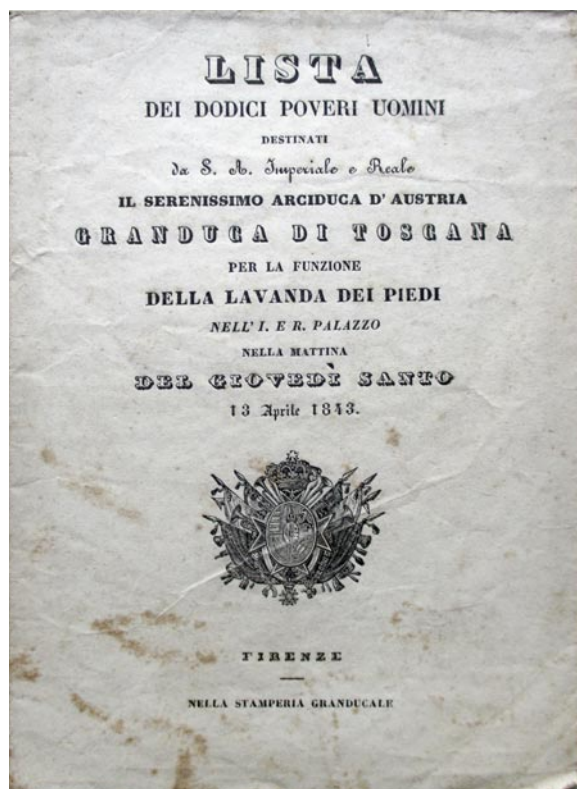 LISTA
DEI DODICI POVERI UOMINI
DESTINATI
da S. A. Imperiale e Reale
IL SERENISSIMO ARCIDUCA D' AUSTRIA
GRANDUCA DI TOSCANA
PER LA FUNZIONE
DELLA LAVANDA DEI PIEDI
NELL' I. E R. PALAZZO
NELLA MATTINA
DEL GIOVEDÌ SANTO
13 Aprile 1843.
FIRENZE
NELLA STAMPERIA GRANDUCALE